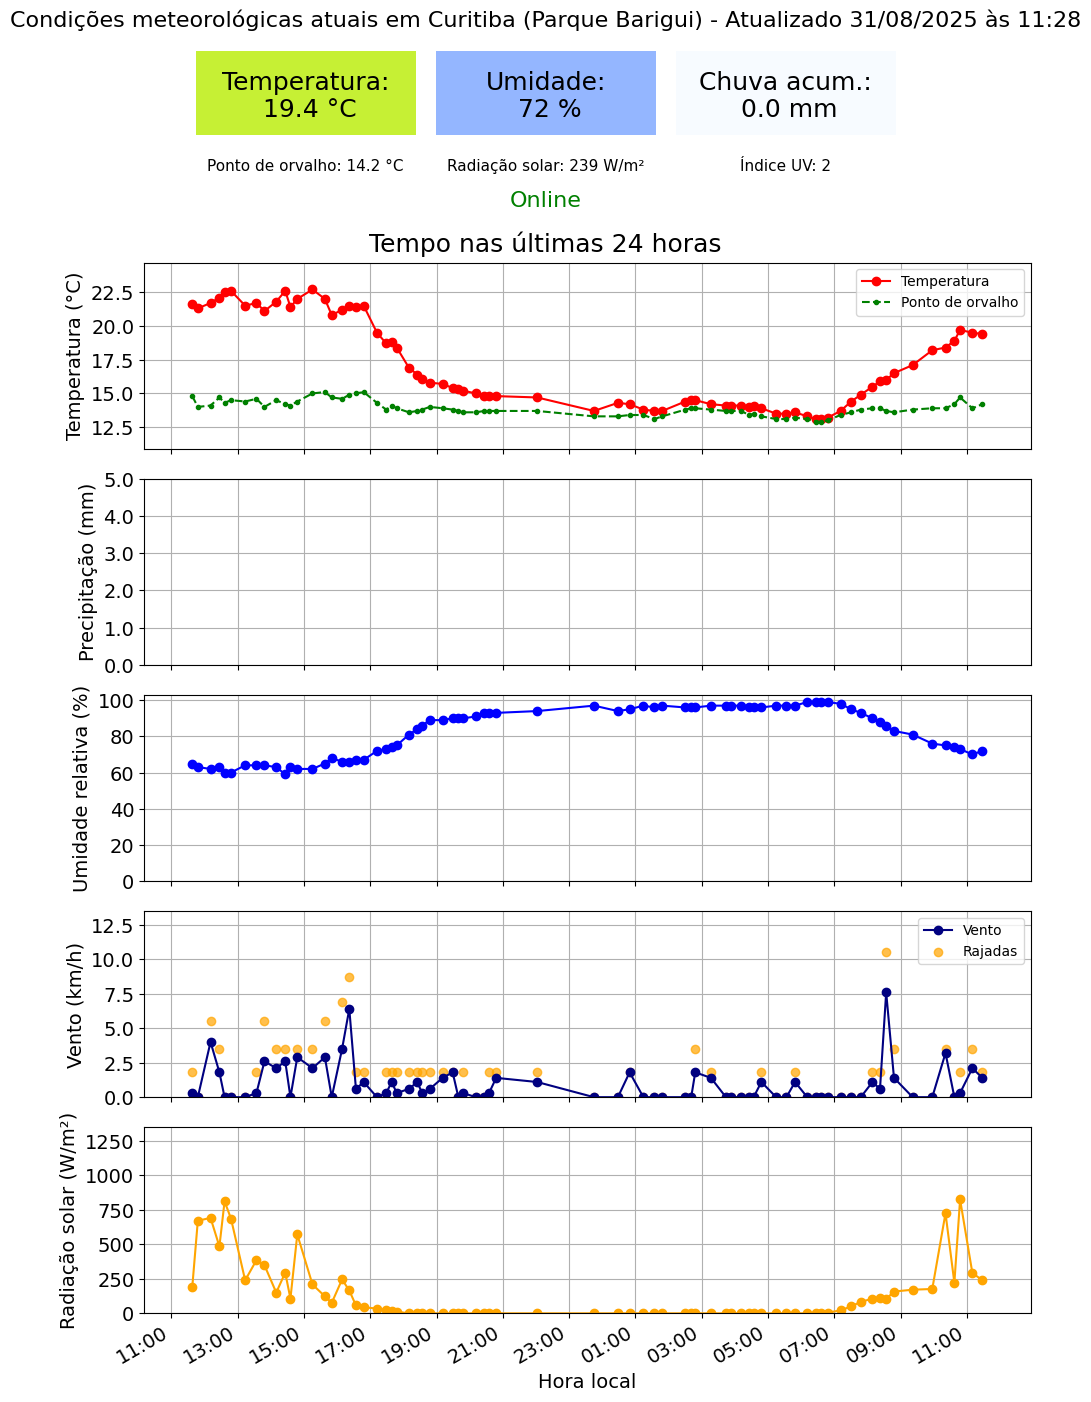 Condições meteorológicas atuais em Curitiba (Parque Barigui) - Atualizado 31/08/2025 às 11:28
Temperatura:
19.4 °C
Umidade:
72 %
Chuva acum.:
0.0 mm
Ponto de orvalho: 14.2 °C
Radiação solar: 239 W/m²
Índice UV: 2
Online
Tempo nas últimas 24 horas
Temperatura (°C)
22.5
20.0
17.5
15.0
12.5
Temperatura
Ponto de orvalho
Precipitação (mm)
5.0
4.0
3.0
2.0
1.0
0.0
Umidade relativa (%)
100
80
60
40
20
0
Vento (km/h)
12.5
10.0
7.5
5.0
2.5
0.0
Vento
Rajadas
Radiação solar (W/m²)
1250
1000
750
500
250
0
11:00
13:00
15:00
17:00
19:00
21:00
23:00
01:00
03:00
05:00
07:00
09:00
11:00
Hora local